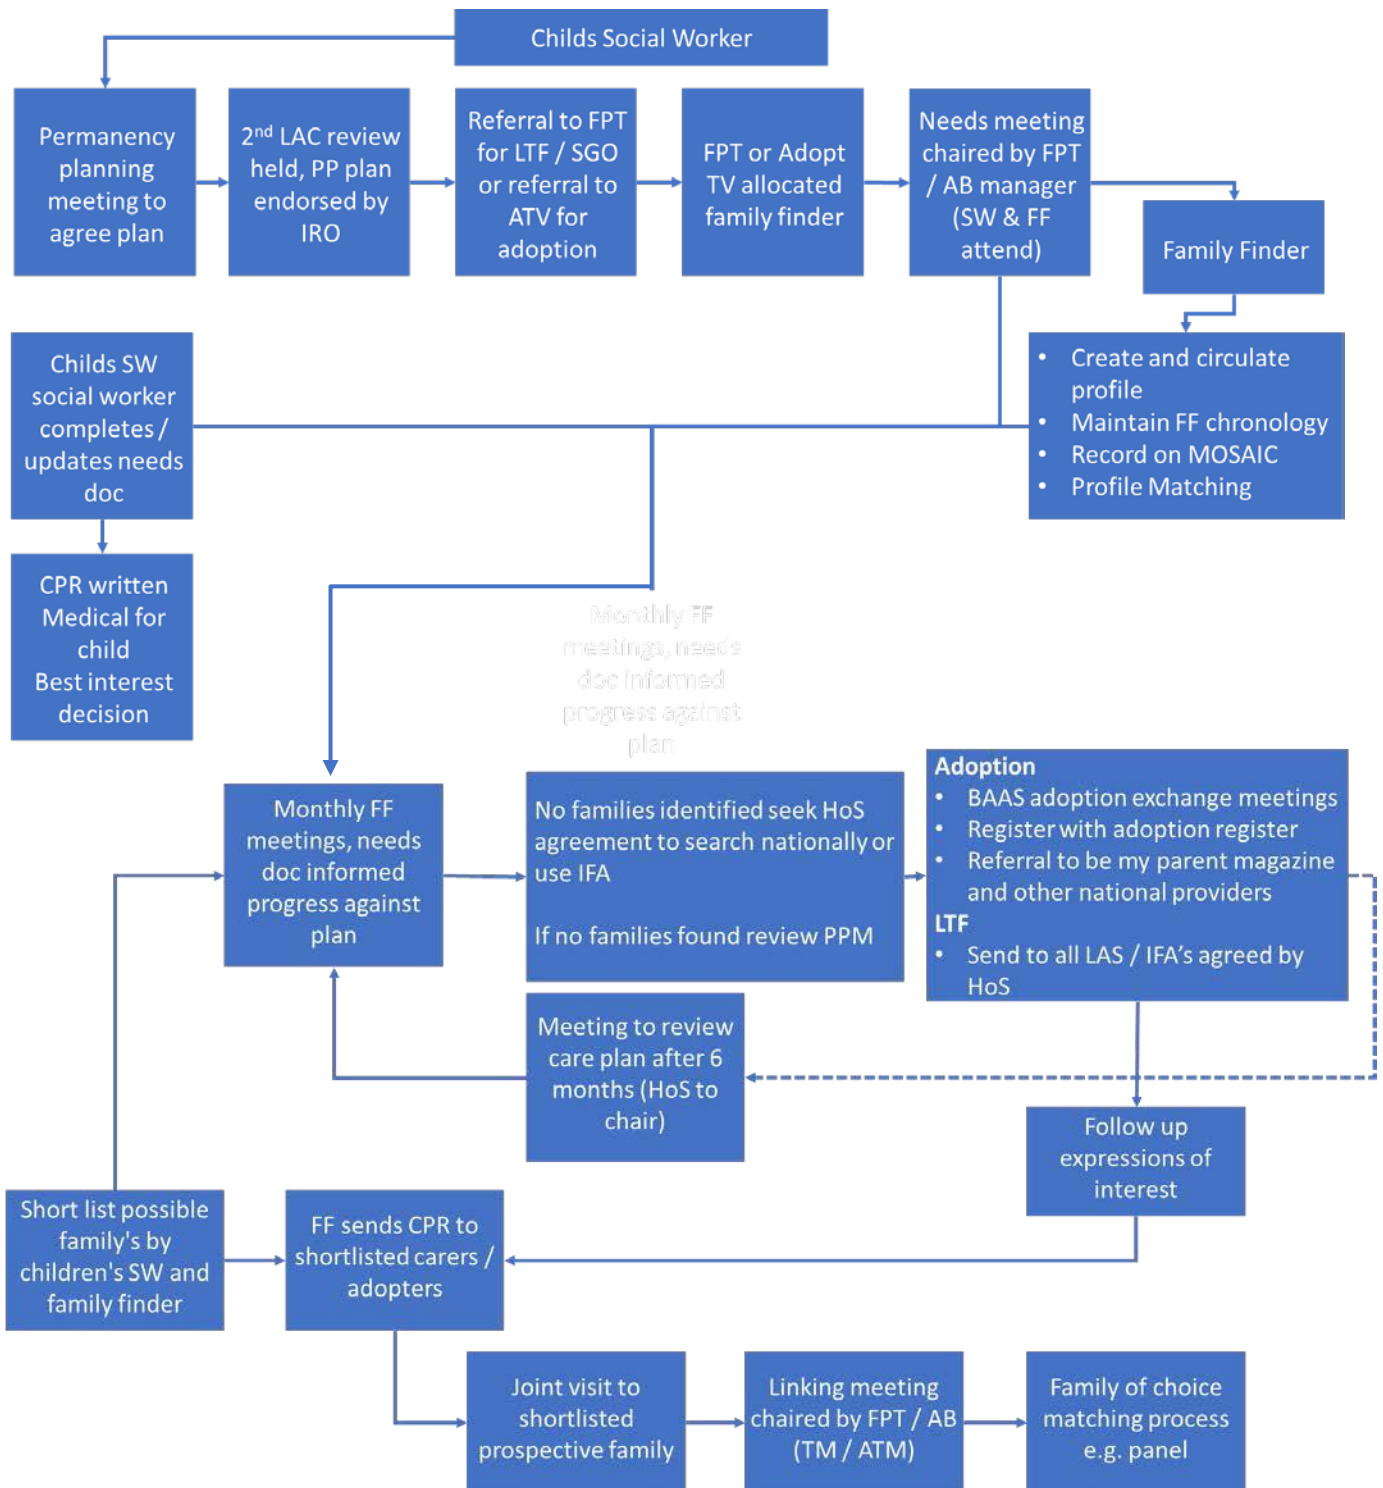 Childs Social Worker
Permanency
planning
meeting to
agree plan
2nd LAC review
held, PP plan
endorsed by
IRO
Referral to FPT
for LTF / SGO
or referral to
ATV for
adoption
FPT or Adopt
TV allocated
family finder
Needs meeting
chaired by FPT
/ AB manager
(SW & FF
attend)
Family Finder
Childs SW
social worker
completes /
updates needs
doc
• Create and circulate
profile
• Maintain FF chronology
• Record on MOSAIC
• Profile Matching
CPR written
Medical for
child
Best interest
decision
Monthly FF
meetings, needs
doc informed
progress against
plan
Monthly FF
meetings, needs
doc informed
progress against
plan
No families identified seek HoS
agreement to search nationally or
use IFA
If no families found review PPM
Adoption
• BAAS adoption exchange meetings
• Register with adoption register
• Referral to be my parent magazine
and other national providers
LTF
• Send to all LAS / IFA's agreed by
HoS
Meeting to review
care plan after 6
months (HoS to
chair)
Follow up
expressions of
interest
Short list possible
family's by
children's SW and
family finder
FF sends CPR to
shortlisted carers /
adopters
Joint visit to
shortlisted
prospective family
Linking meeting
chaired by FPT / AB
(TM / ATM)
Family of choice
matching process
e.g. panel